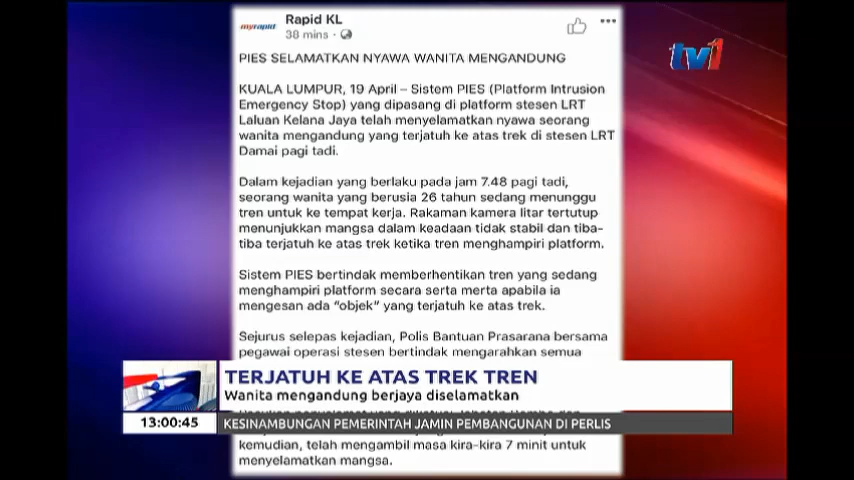 myrapid
Rapid KL
38 mins ·
tv1
PIES SELAMATKAN NYAWA WANITA MENGANDUNG
KUALA LUMPUR, 19 April – Sistem PIES (Platform Intrusion
Emergency Stop) yang dipasang di platform stesen LRT
Laluan Kelana Jaya telah menyelamatkan nyawa seorang
wanita mengandung yang terjatuh ke atas trek di stesen LRT
Damai pagi tadi.
Dalam kejadian yang berlaku pada jam 7.48 pagi tadi,
seorang wanita yang berusia 26 tahun sedang menunggu
tren untuk ke tempat kerja. Rakaman kamera litar tertutup
menunjukkan mangsa dalam keadaan tidak stabil dan tiba-
tiba terjatuh ke atas trek ketika tren menghampiri platform.
Sistem PIES bertindak memberhentikan tren yang sedang
menghampiri platform secara serta merta apabila ia
mengesan ada “objek” yang terjatuh ke atas trek.
Sejurus selepas kejadian, Polis Bantuan Prasarana bersama
pegawai operasi stesen bertindak mengarahkan semua
TERJATUH KE ATAS TREK TREN
Wanita mengandung berjaya diselamatkan
13:00:45 KESINAMBUNGAN PEMERINTAH JAMIN PEMBANGUNAN DI PERLIS
kemudian, telah mengambil masa kira-kira 7 minit untuk
menyelamatkan mangsa.